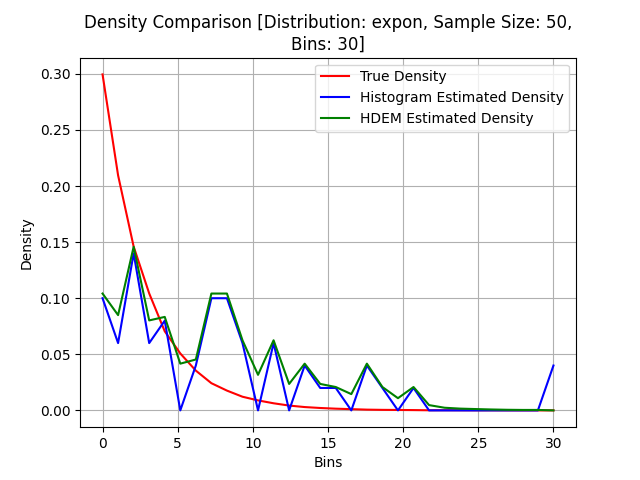 Density Comparison [Distribution: expon, Sample Size: 50,
Bins: 30]
True Density
Histogram Estimated Density
HDEM Estimated Density
0.30
0.25
0.20
0.15
0.10
0.05
0.00
Density
0 5 10 15 20 25 30
Bins